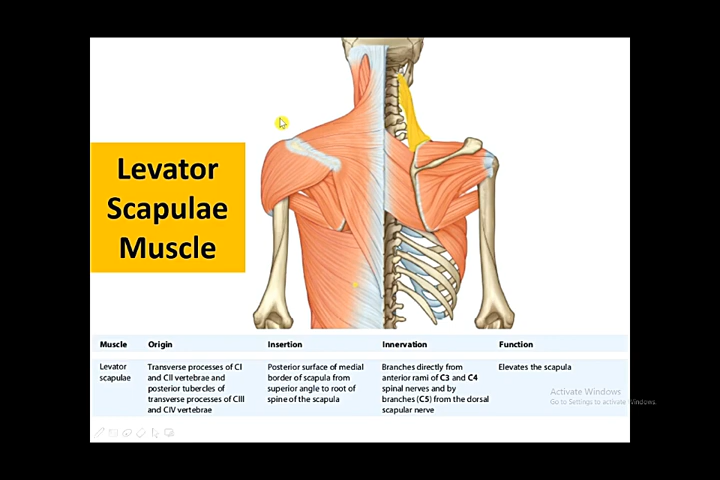 Levator
Scapulae
Muscle
Muscle Origin Insertion Innervation Function
Levator
scapulae
Transverse processes of CI
and CII vertebrae and
posterior tubercles of
transverse processes of CIII
and CIV vertebrae
Posterior surface of medial
border of scapula from
superior angle to root of
spine of the scapula
Branches directly from
anterior rami of C3 and C4
spinal nerves and by
branches (C5) from the dorsal
scapular nerve
Elevates the scapula
Activate Windows
Go to Settings to activate Windows.